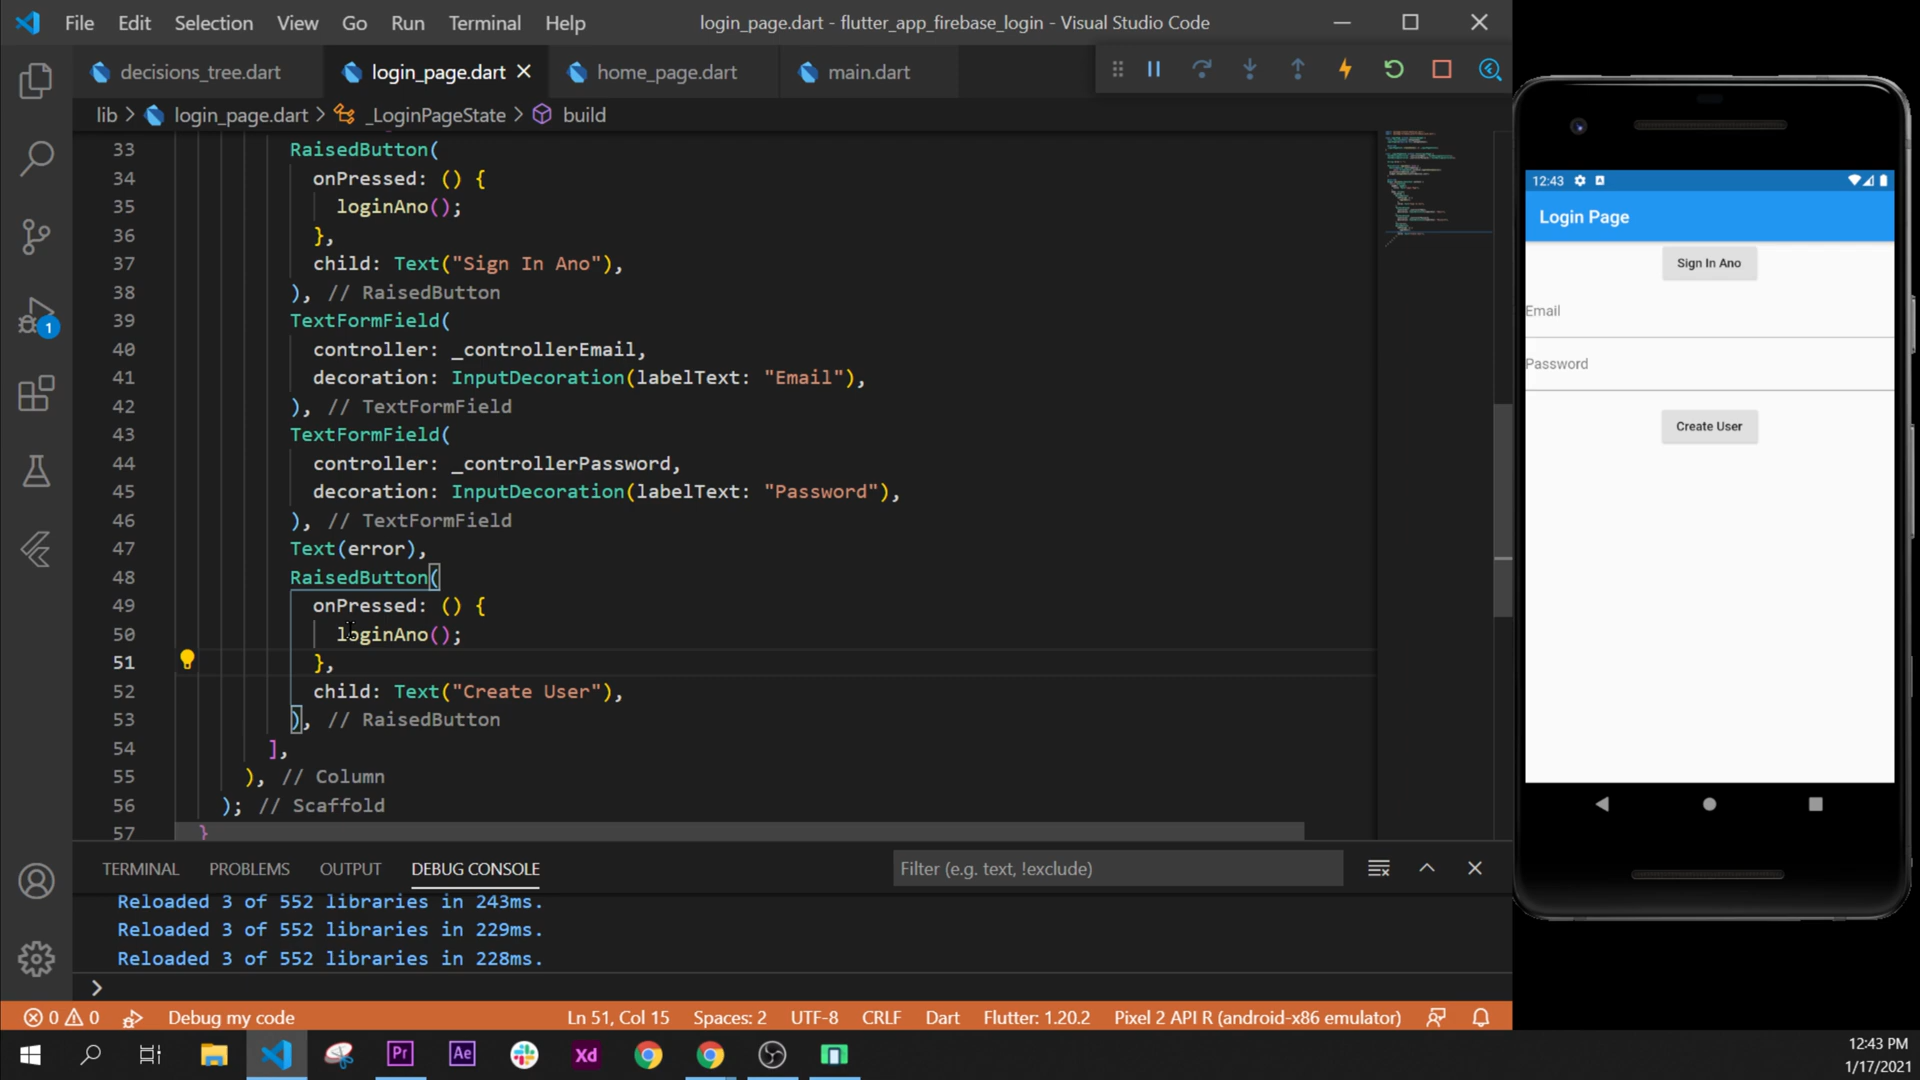 File Edit Selection View Go Run Terminal Help
login_page.dart - flutter_app_firebase_login - Visual Studio Code
decisions_tree.dart
login_page.dart
home_page.dart
main.dart
lib > login_page.dart > _LoginPageState > build
33 RaisedButton(
34 onPressed: () {
35 loginAno();
36 },
37 child: Text("Sign In Ano"),
38 ), // RaisedButton
39 TextFormField(
40 controller: _controllerEmail,
41 decoration: InputDecoration(labelText: "Email"),
42 ), // TextFormField
43 TextFormField(
44 controller: _controllerPassword,
45 decoration: InputDecoration(labelText: "Password"),
46 ), // TextFormField
47 Text(error),
48 RaisedButton(
49 onPressed: () {
50 loginAno();
51 },
52 child: Text("Create User"),
53 ), // RaisedButton
54 ],
55 ), // Column
56 ); // Scaffold
57 }
1
TERMINAL PROBLEMS OUTPUT DEBUG CONSOLE
Filter (e.g. text, !exclude)
Reloaded 3 of 552 libraries in 243ms.
Reloaded 3 of 552 libraries in 229ms.
Reloaded 3 of 552 libraries in 228ms.
>
0 0 Debug my code
Ln 51, Col 15 Spaces: 2 UTF-8 CRLF Dart Flutter: 1.20.2 Pixel 2 API R (android-x86 emulator)
Pr Ae Xd
12:43 PM
1/17/2021
12:43
Login Page
Sign In Ano
Email
Password
Create User